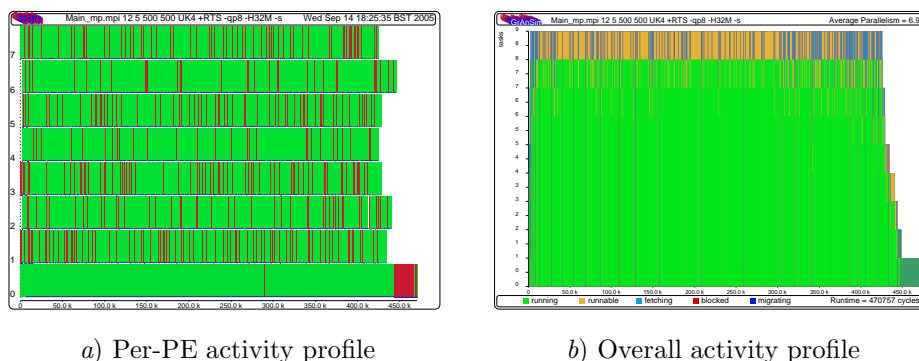 GrAnSim Main_mp.mpi 12 5 500 500 UK4 +RTS -qp8 -H32M -s Wed Sep 14 18:25:35 BST 2005
7
6
5
4
3
2
1
0
0 50.0 k 100.0 k 150.0 k 200.0 k 250.0 k 300.0 k 350.0 k 400.0 k 450.0 k
a) Per-PE activity profile
GrAnSim Main_mp.mpi 12 5 500 500 UK4 +RTS -qp8 -H32M -s Average Parallelism = 6.9
tasks
9
8
7
6
5
4
3
2
1
0
0 50.0 k 100.0 k 150.0 k 200.0 k 250.0 k 300.0 k 350.0 k 400.0 k 450.0 k
running runnable fetching blocked migrating Runtime = 470757 cycles
b) Overall activity profile